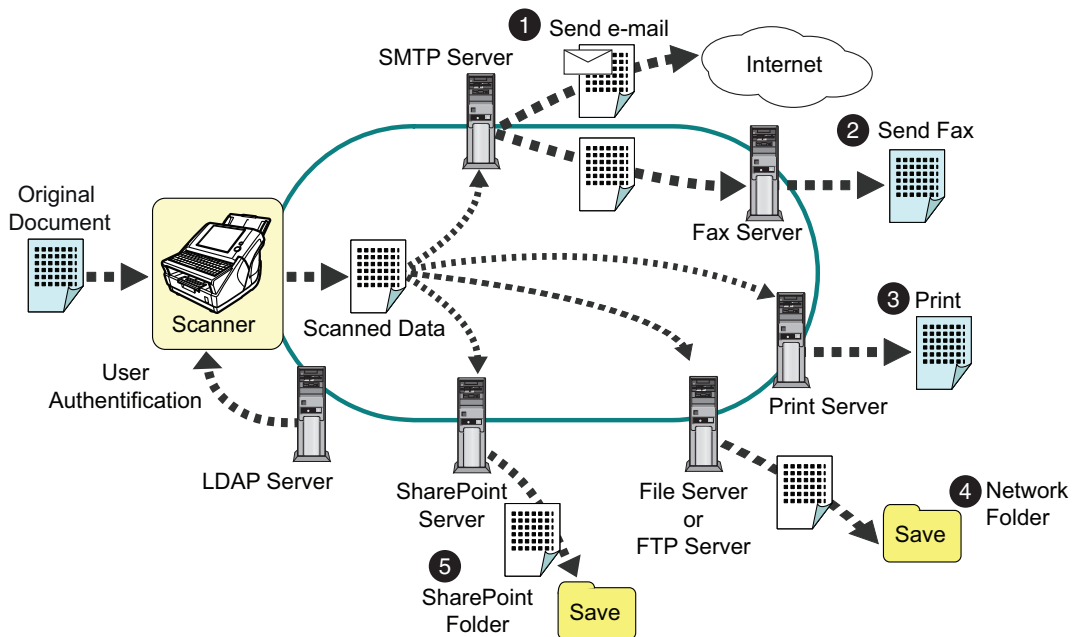 1 Send e-mail
SMTP Server
Internet
2 Send Fax
Original
Document
Fax Server
Scanner
Scanned Data
3 Print
User
Authentification
Print Server
LDAP Server
SharePoint
Server
File Server
or
FTP Server
4 Network
Folder
Save
5
SharePoint
Folder
Save